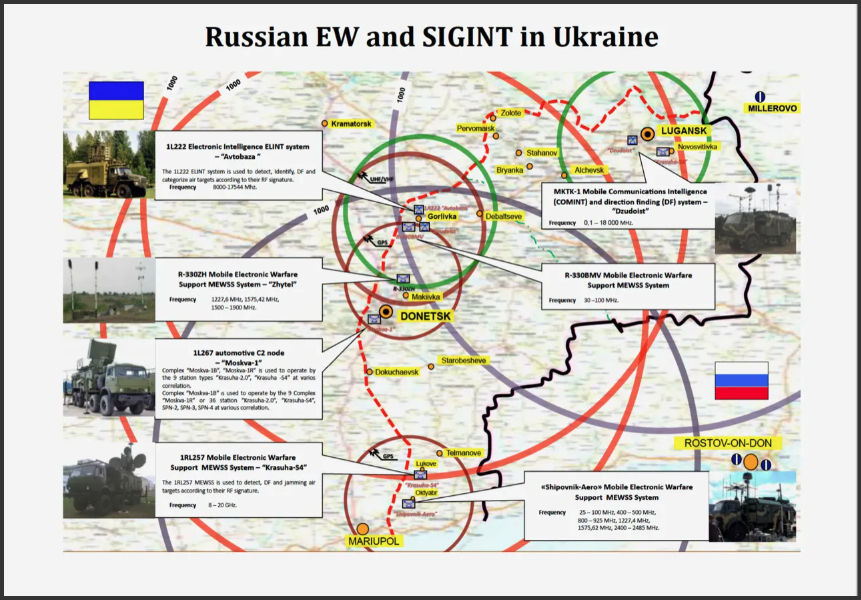 Russian EW and SIGINT in Ukraine
1000
1000
1000
1000
Kramatorsk
Zolote
Pervomaisk
LUGANSK
MILLEROVO
Novosvitlivka
Stahanov
Bryanka
Alchevsk
1L222 Electronic Intelligence ELINT system
– "Avtobaza "
The 1L222 ELINT system is used to detect, identify, DF and
categorize air targets according to their RF signature.
Frequency 8000-17544 Mhz.
UHF/VHF
Gorlivka
Debaltseve
GPS
MKTK-1 Mobile Communications Intelligence
(COMINT) and direction finding (DF) system –
"Dzudoist"
Frequency 0,1 – 18 000 MHz.
R-330ZH Mobile Electronic Warfare
Support MEWSS System – "Zhytel"
Frequency 1227,6 MHz, 1575,42 MHz,
1500 – 1900 MHz.
R-330ZH
Makiivka
DONETSK
R-330BMV Mobile Electronic Warfare
Support MEWSS System
Frequency 30 –100 MHz.
1L267 automotive C2 node
– "Moskva-1"
Complex "Moskva-1B", "Moskva-1R" is used to operate by
the 9 station types "Krasuha-2.0", "Krasuha -S4" at varios
correlation.
Complex "Moskva-1B" is used to operate by the 9 Complex
"Moskva-1R" or 36 station "Krasuha-2.0", "Krasuha-S4",
SPN-2, SPN-3, SPN-4 at various correlation.
Starobesheve
Dokuchaevsk
ROSTOV-ON-DON
1RL257 Mobile Electronic Warfare
Support MEWSS System – "Krasuha-S4"
The 1RL257 MEWSS is used to detect, DF and jamming air
targets according to their RF signature.
Frequency 8 – 20 GHz.
GPS
Telmanove
Lukove
"Krasuha-S4"
Oktyabr
"Shipovnik-Aero"
MARIUPOL
«Shipovnik-Aero» Mobile Electronic Warfare
Support MEWSS System
Frequency 25 – 100 MHz, 400 – 500 MHz,
800 – 925 MHz, 1227,4 MHz,
1575,62 MHz, 2400 – 2485 MHz.